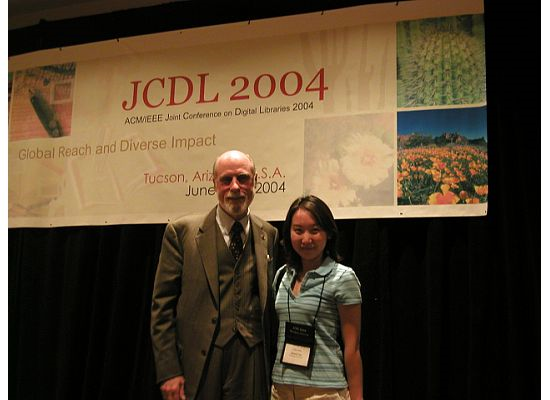 JCDL 2004
ACM/IEEE Joint Conference on Digital Libraries 2004
Global Reach and Diverse Impact
Tucson, U.S.A.
June 2004